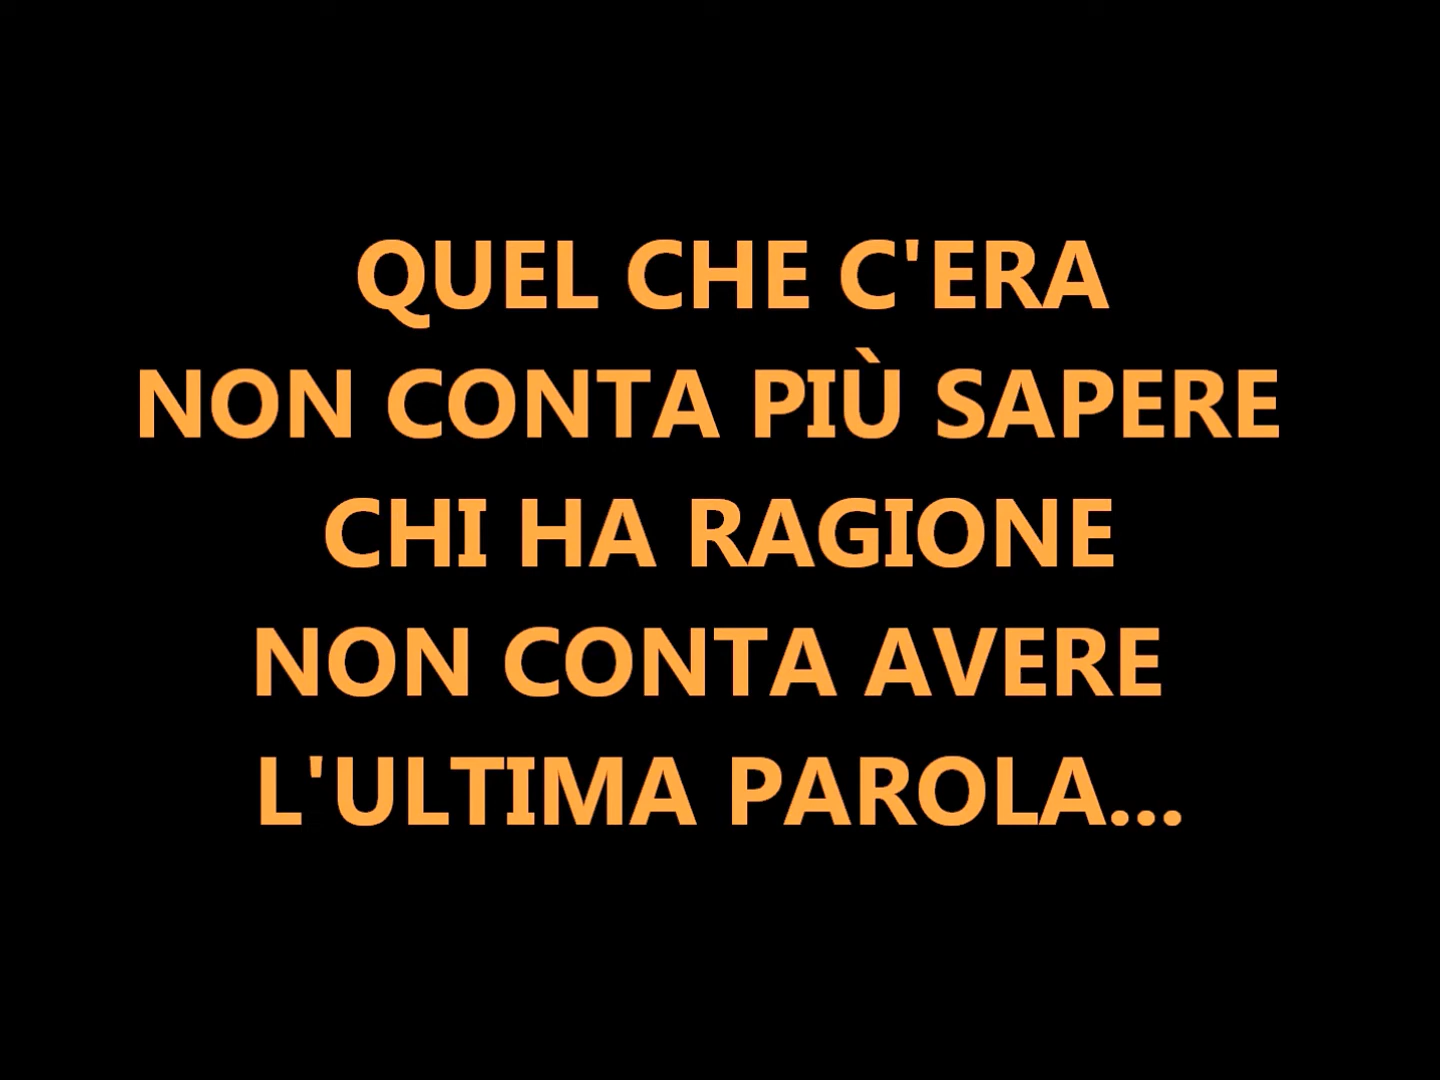 QUEL CHE C'ERA
NON CONTA PIÙ SAPERE
CHI HA RAGIONE
NON CONTA AVERE
L'ULTIMA PAROLA...